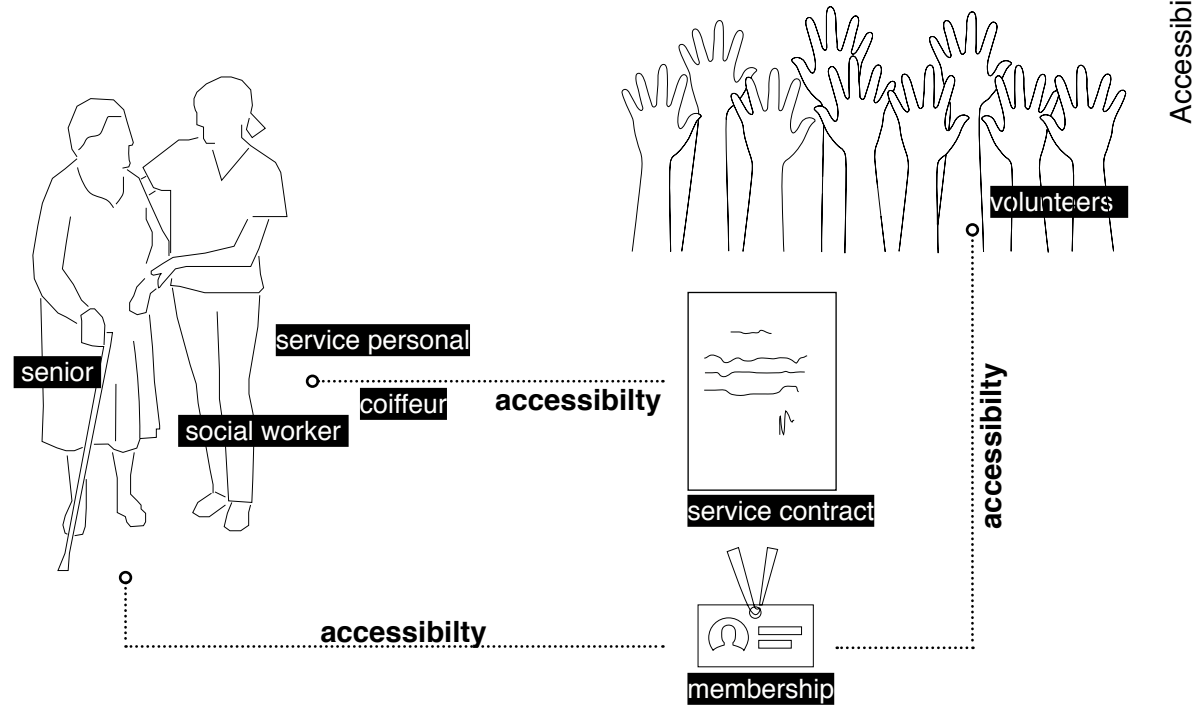 Accessibi
volunteers
service personal
senior
coiffeur
accessibilty
social worker
accessibilty
service contract
accessibilty
membership